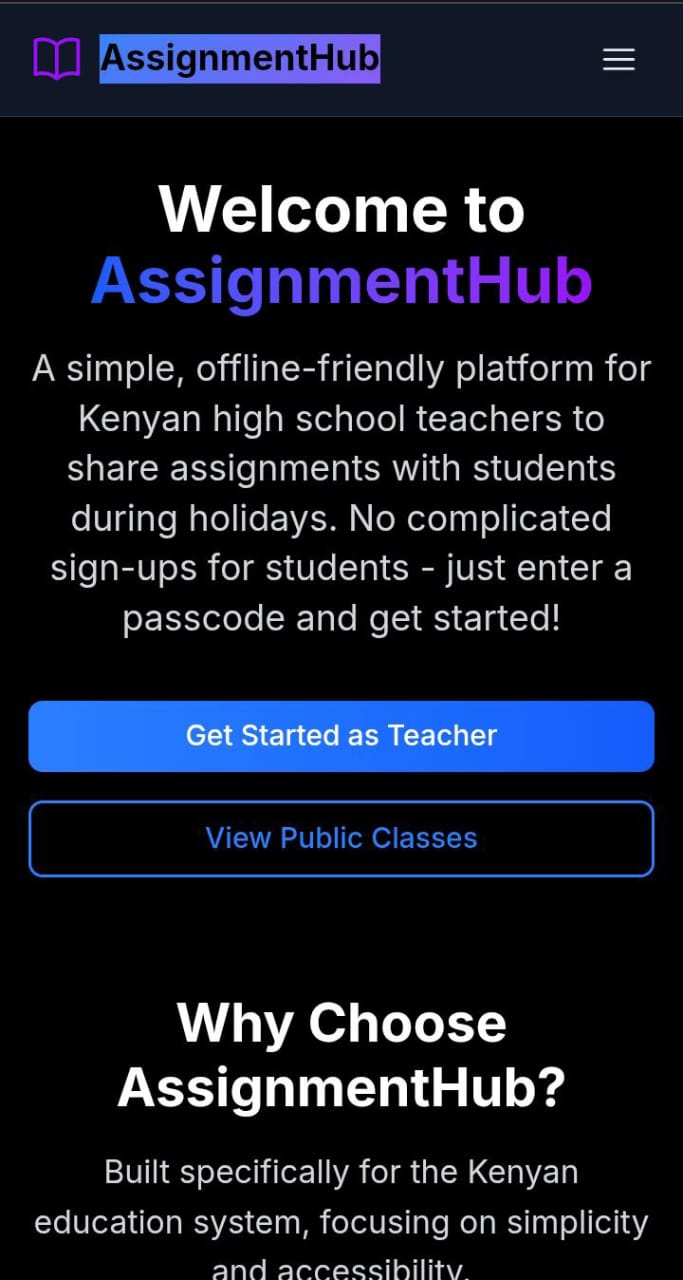 AssignmentHub
Welcome to
AssignmentHub
A simple, offline-friendly platform for
Kenyan high school teachers to
share assignments with students
during holidays. No complicated
sign-ups for students - just enter a
passcode and get started!
Get Started as Teacher
View Public Classes
Why Choose
AssignmentHub?
Built specifically for the Kenyan
education system, focusing on simplicity
and accessibility.